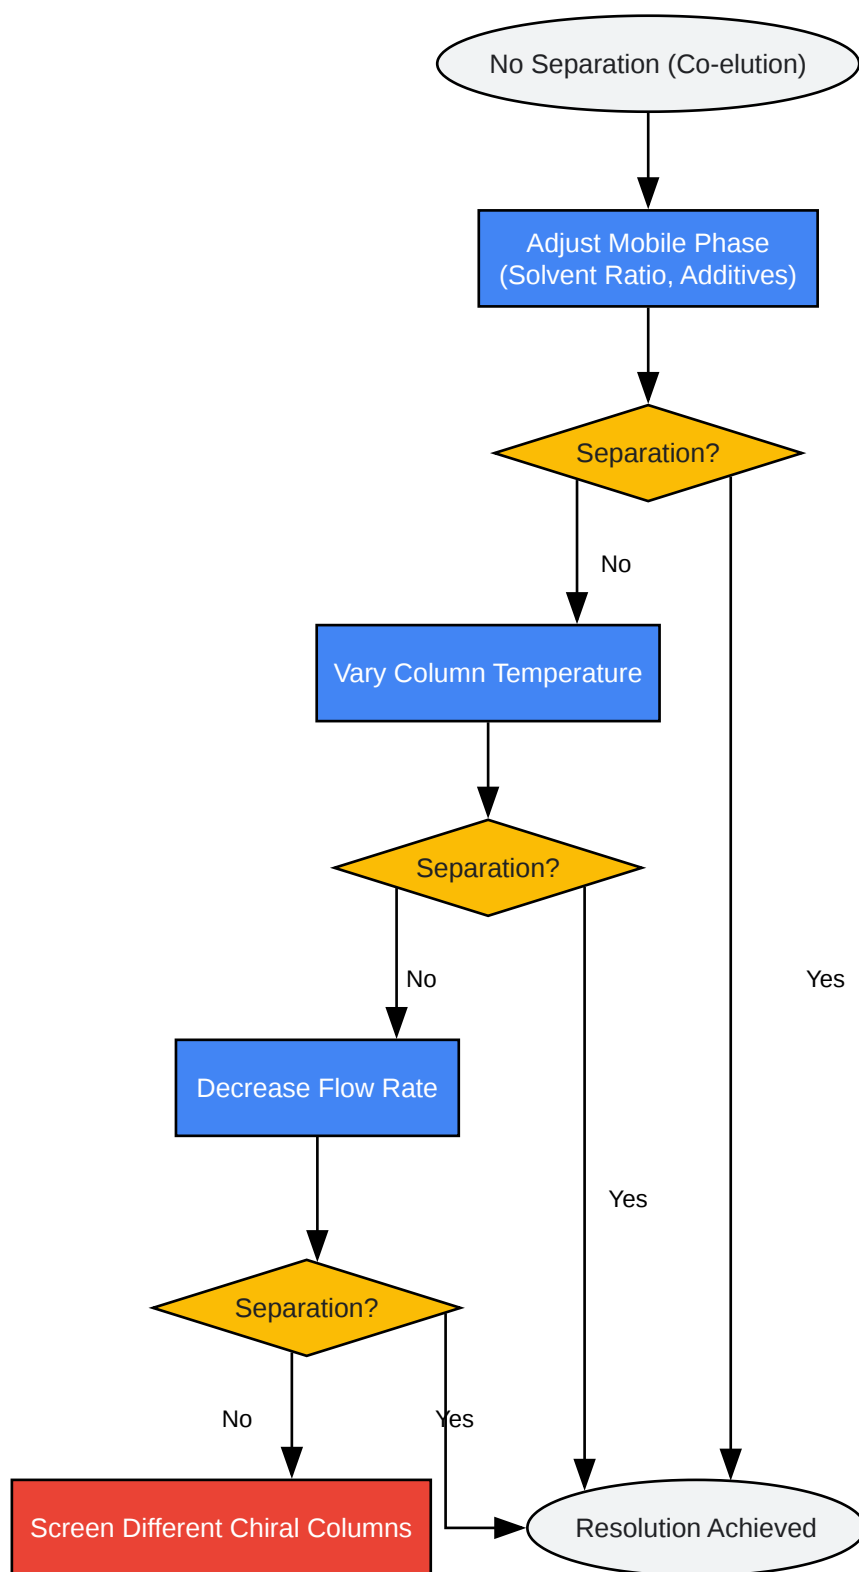 No Separation (Co-elution)
Adjust Mobile Phase
(Solvent Ratio, Additives)
Separation?
No
Vary Column Temperature
Separation?
No
Yes
Decrease Flow Rate
Yes
Separation?
No
Yes
Screen Different Chiral Columns
Resolution Achieved